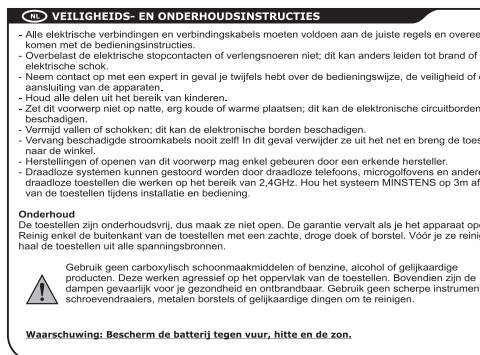 NL VEILIGHEIDS- EN ONDERHOUDSINSTRUCTIES
- Alle elektrische verbindingen en verbindingskabels moeten voldoen aan de juiste regels en overee
komen met de bedieningsinstructies.
- Overbelast de elektrische stopcontacten of verlengsnoeren niet; dit kan anders leiden tot brand of
elektrische schok.
- Neem contact op met een expert in geval je twijfels hebt over de bedieningswijze, de veiligheid of
aansluiting van de apparaten.
- Houd alle delen uit het bereik van kinderen.
- Zet dit voorwerp niet op natte, erg koude of warme plaatsen; dit kan de elektronische circuitborden
beschadigen.
- Vermijd vallen of schokken; dit kan de elektronische borden beschadigen.
- Vervang beschadigde stroomkabels nooit zelf! In dit geval verwijder ze uit het net en breng de toes
naar de winkel.
- Herstellingen of openen van dit voorwerp mag enkel gebeuren door een erkende hersteller.
- Draadloze systemen kunnen gestoord worden door draadloze telefoons, microgolfovens en andere
draadloze toestellen die werken op het bereik van 2,4GHz. Hou het systeem MINSTENS op 3m af
van de toestellen tijdens installatie en bediening.
Onderhoud
De toestellen zijn onderhoudsvrij, dus maak ze niet open. De garantie vervalt als je het apparaat ope
Reinig enkel de buitenkant van de toestellen met een zachte, droge doek of borstel. Vóór je ze reinig
haal de toestellen uit alle spanningsbronnen.
Gebruik geen carboxylisch schoonmaakmiddelen of benzine, alcohol of gelijkaardige
producten. Deze werken agressief op het oppervlak van de toestellen. Bovendien zijn de
dampen gevaarlijk voor je gezondheid en ontbrandbaar. Gebruik geen scherpe instrument
schroevendraaiers, metalen borstels of gelijkaardige dingen om te reinigen.
Waarschuwing: Bescherm de batterij tegen vuur, hitte en de zon.